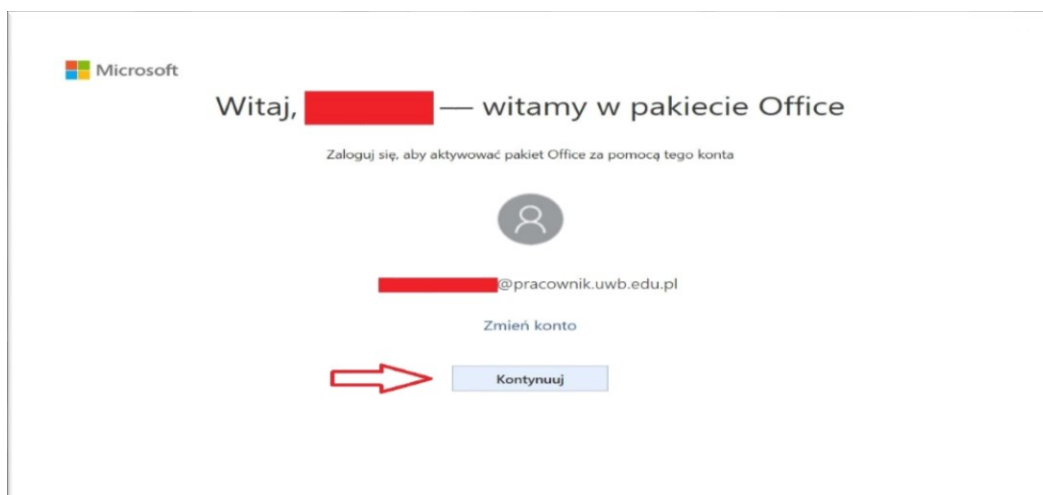 Microsoft
Witaj, — witamy w pakiecie Office
Zaloguj się, aby aktywować pakiet Office za pomocą tego konta
@pracownik.uwb.edu.pl
Zmień konto
Kontynuuj